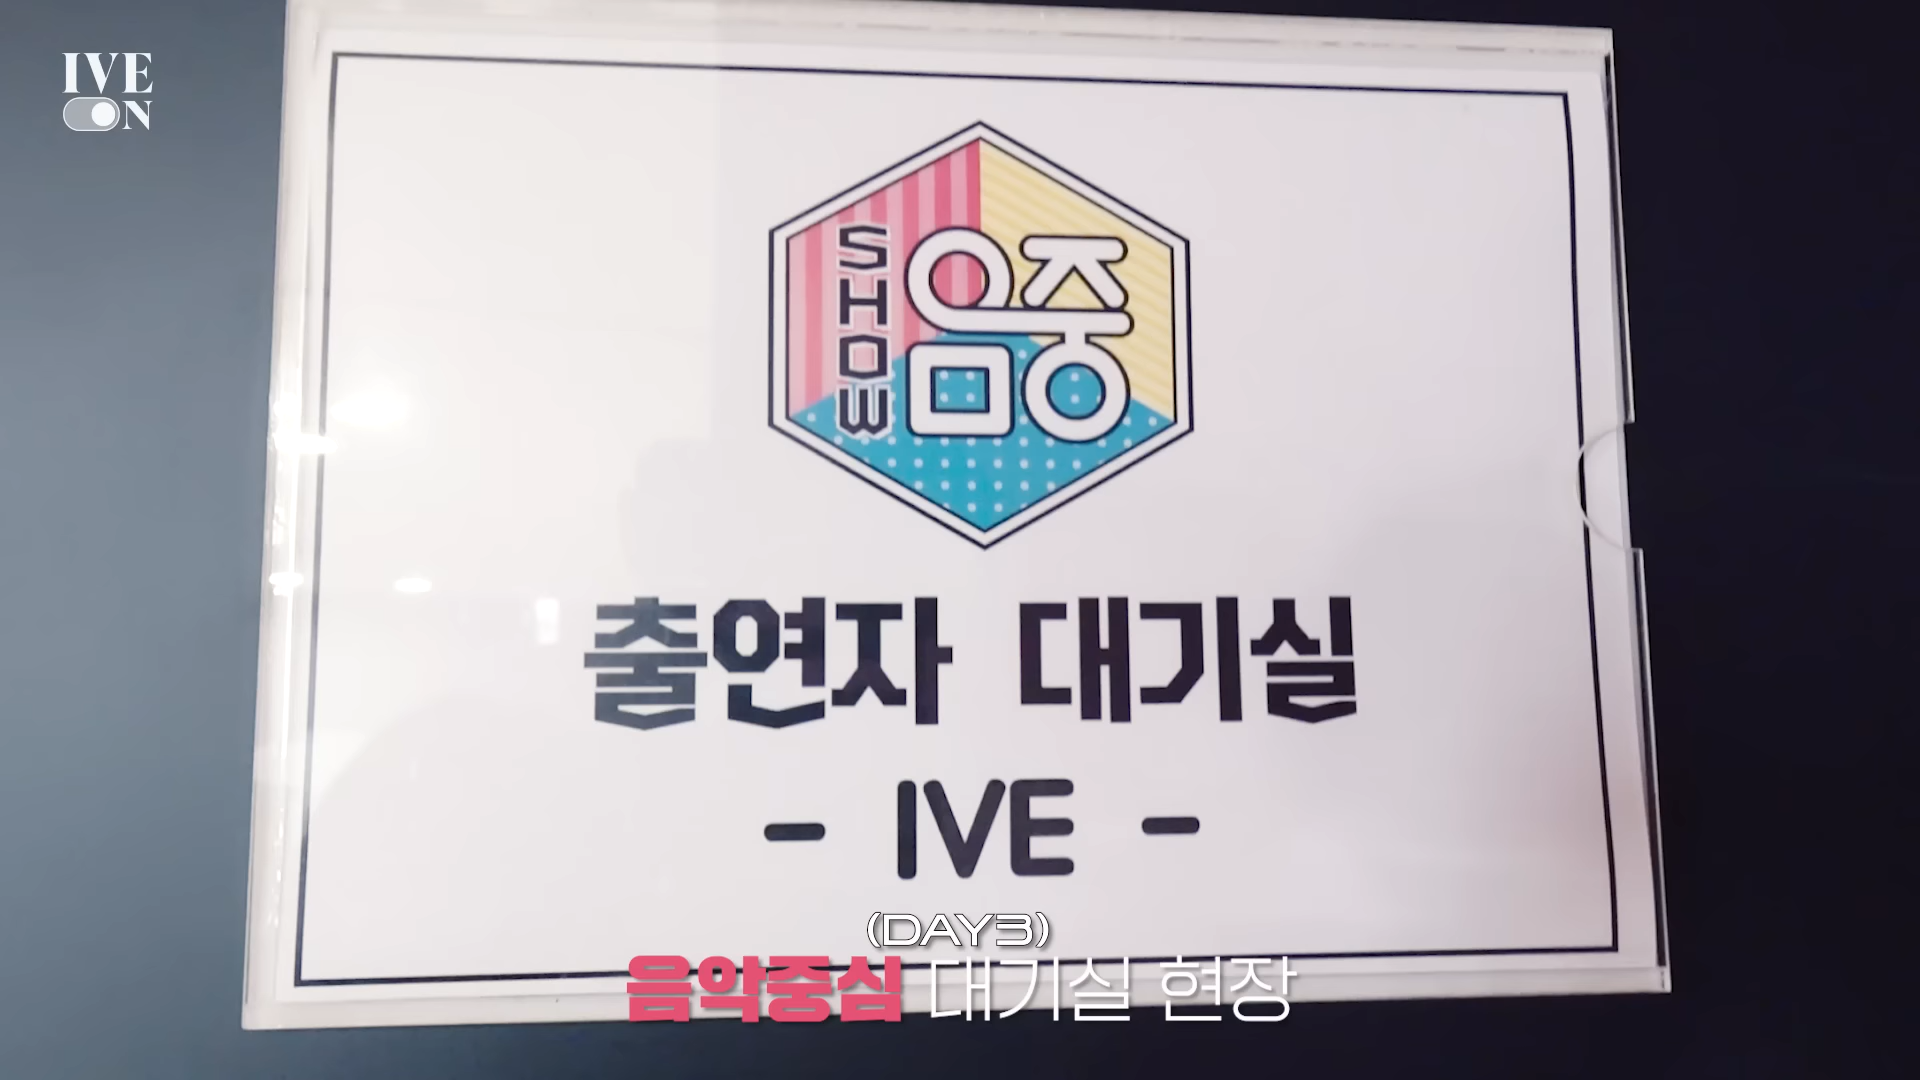 IVE
ON
SHOW
음중
출연자 대기실
- IVE -
(DAY3)
음악중심 대기실 현장